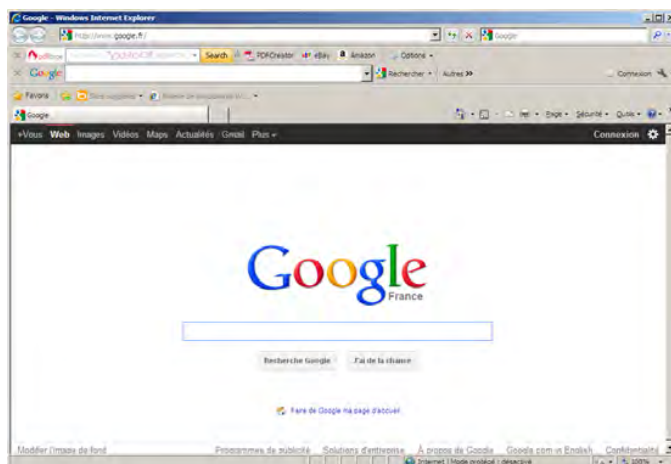 Google - Windows Internet Explorer
http://www.google.fr/ Google
Search PDFCreator eBay Amazon Options
Google Rechercher Autres » Connexion
Favoris
Google Page Sécurité Outils
+Vous Web Images Vidéos Maps Actualités Gmail Plus Connexion
Google
France
Recherche Google J'ai de la chance
Faire de Google ma page d'accueil
Modifier l'image de fond Programmes de publicité Solutions d'entreprise À propos de Google Google.com in English Confidentialité
Internet | Mode protégé : désactivé 100%